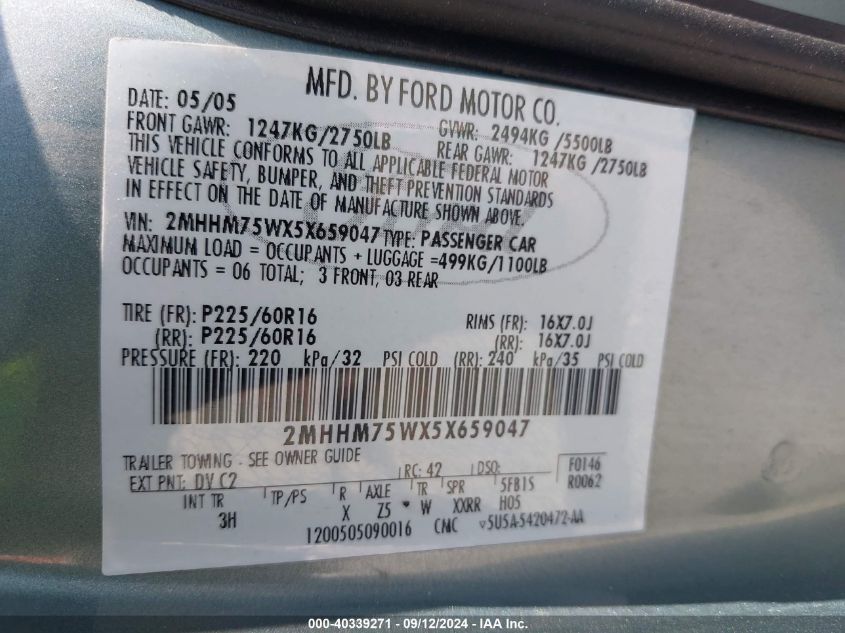 MFD. BY FORD MOTOR CO.
DATE: 05/05 GVWR: 2494KG /5500LB
FRONT GAWR: 1247KG/2750LB REAR GAWR: 1247KG /2750LB
THIS VEHICLE CONFORMS TO ALL APPLICABLE FEDERAL MOTOR
VEHICLE SAFETY, BUMPER, AND THEFT PREVENTION STANDARDS
IN EFFECT ON THE DATE OF MANUFACTURE SHOWN ABOVE.
VIN: 2MHHM75WX5X659047 TYPE: PASSENGER CAR
MAXIMUM LOAD = OCCUPANTS + LUGGAGE =499KG/1100LB
OCCUPANTS = 06 TOTAL; 3 FRONT, 03 REAR
TIRE (FR): P225/60R16 RIMS (FR): 16X7.0J
(RR): P225/60R16 (RR): 16X7.0J
PRESSURE (FR): 220 kPa/32 PSI COLD (RR): 240 kPa/35 PSI COLD
2MHHM75WX5X659047
TRAILER TOWING - SEE OWNER GUIDE
EXT PNT: DV C2 RC: 42 DSO: F0146
R0062
INT TR TP/PS R AXLE TR SPR 5F815
3H X Z5 * W XXRR H05
1200505090016 CNC v5U5A-5420472-AA
000-40339271 - 09/12/2024 - IAA Inc.